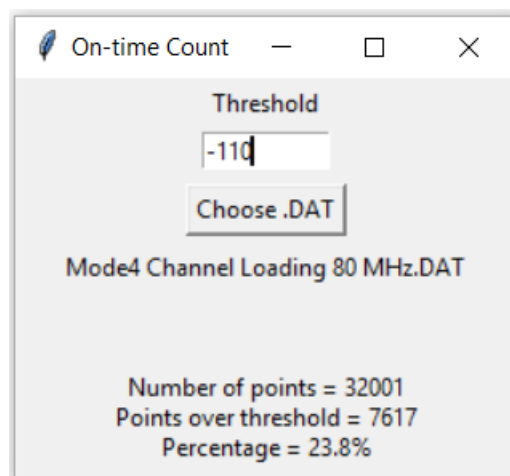 On-time Count
Threshold
-110
Choose .DAT
Mode4 Channel Loading 80 MHz.DAT
Number of points = 32001
Points over threshold = 7617
Percentage = 23.8%